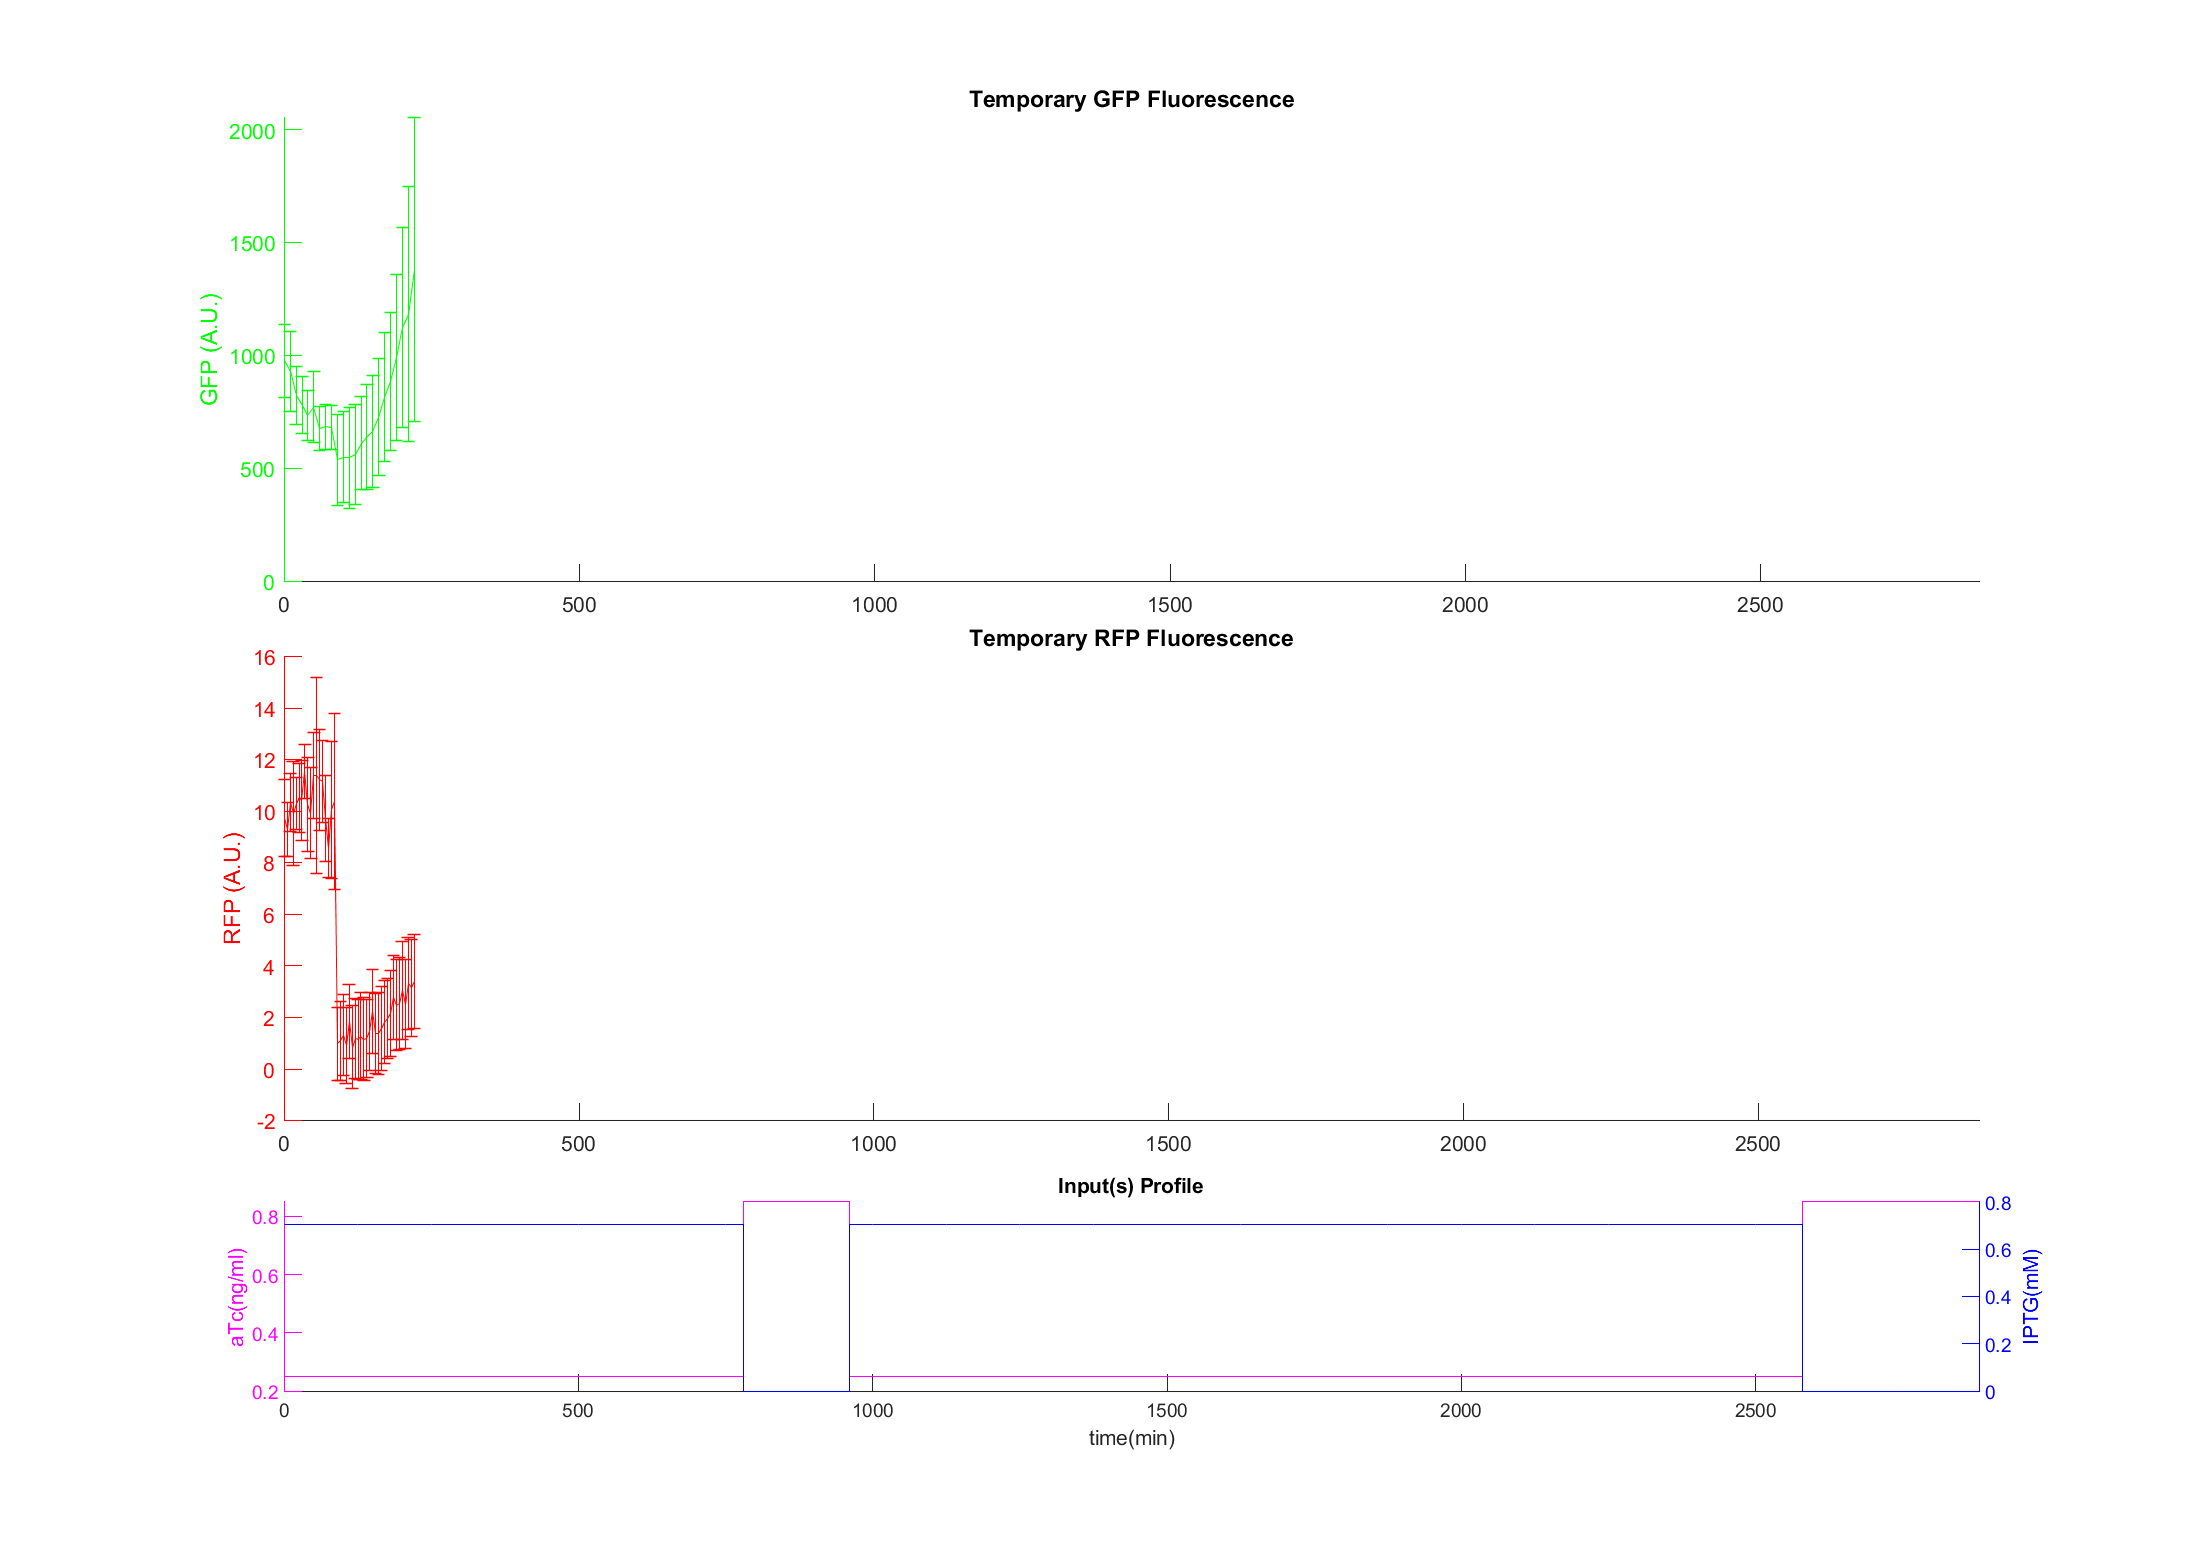 Temporary GFP Fluorescence
2000
1500
1000
500
0
GFP (A.U.)
0 500 1000 1500 2000 2500
Temporary RFP Fluorescence
16
14
12
10
8
6
4
2
0
-2
RFP (A.U.)
0 500 1000 1500 2000 2500
Input(s) Profile
0.8
0.6
0.4
0.2
aTc(ng/ml)
0.8
0.6
0.4
0.2
0
IPTG(mM)
0 500 1000 1500 2000 2500
time(min)